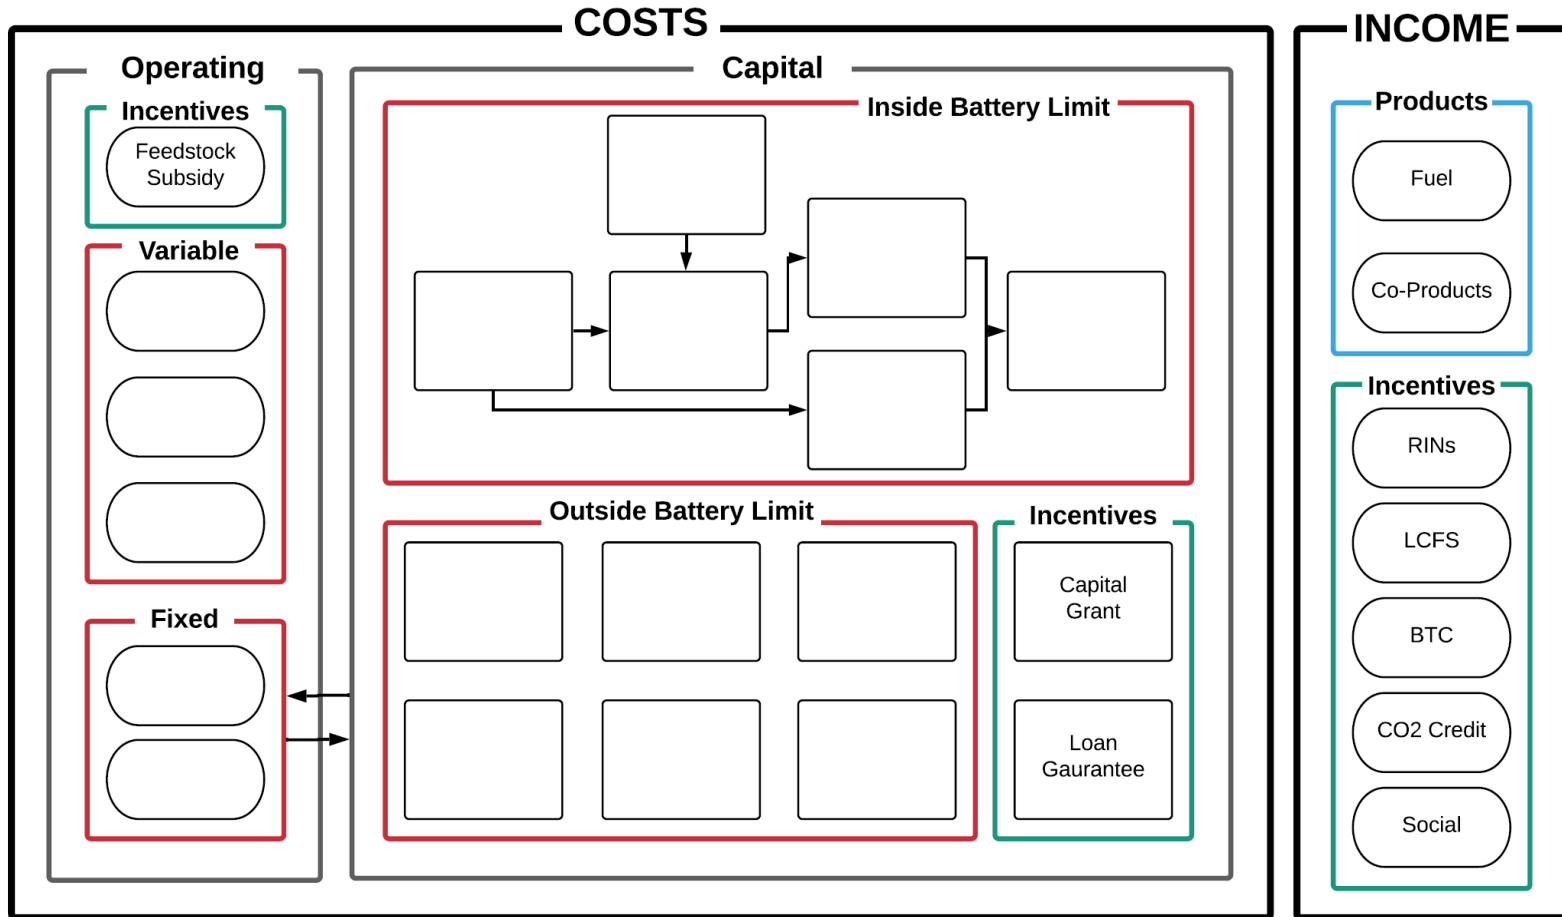 COSTS
Operating
Incentives
Feedstock
Subsidy
Variable
Fixed
Capital
Inside Battery Limit
Outside Battery Limit
Incentives
Capital
Grant
Loan
Gaurantee
INCOME
Products
Fuel
Co-Products
Incentives
RINs
LCFS
BTC
CO2 Credit
Social